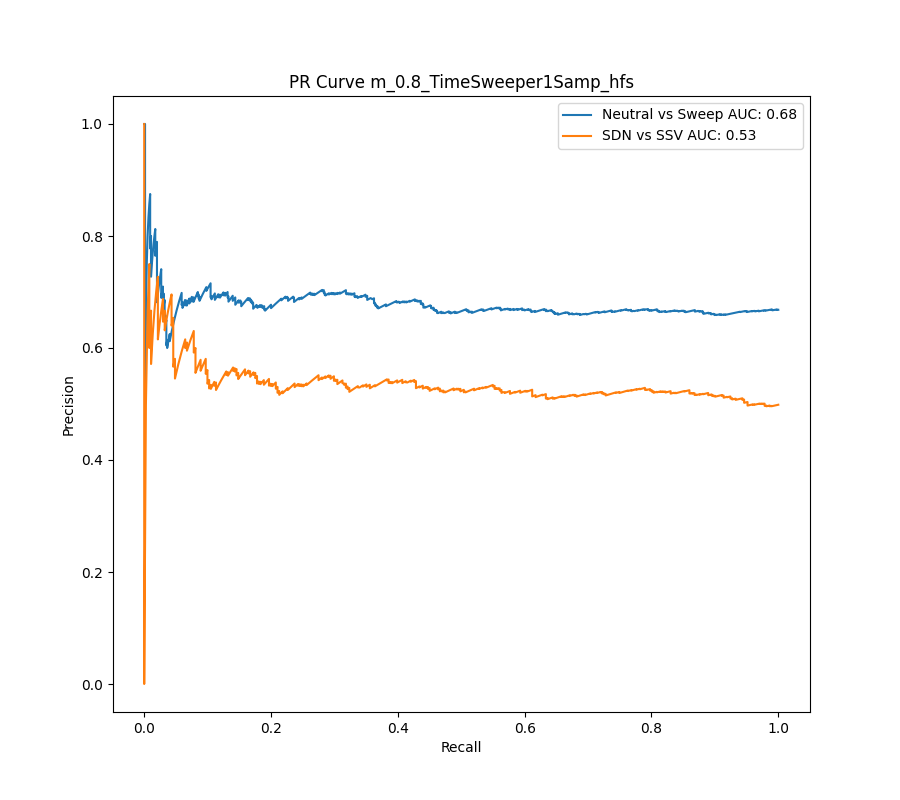 PR Curve m_0.8_TimeSweeper1Samp_hfs
Neutral vs Sweep AUC: 0.68
SDN vs SSV AUC: 0.53
1.0
0.8
0.6
0.4
0.2
0.0
Precision
0.0 0.2 0.4 0.6 0.8 1.0
Recall